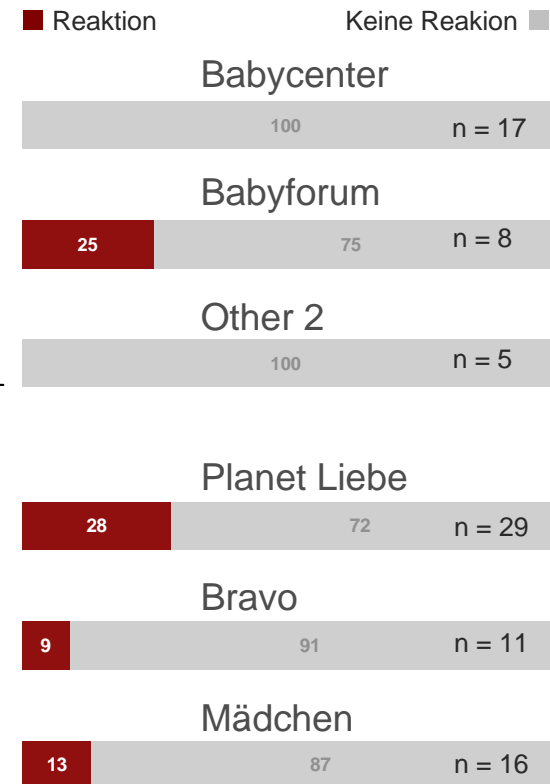 Reaktion Keine Reakion
Babycenter
100 n = 17
Babyforum
25 75 n = 8
Other 2
100 n = 5
Planet Liebe
28 72 n = 29
Bravo
9 91 n = 11
Mädchen
13 87 n = 16